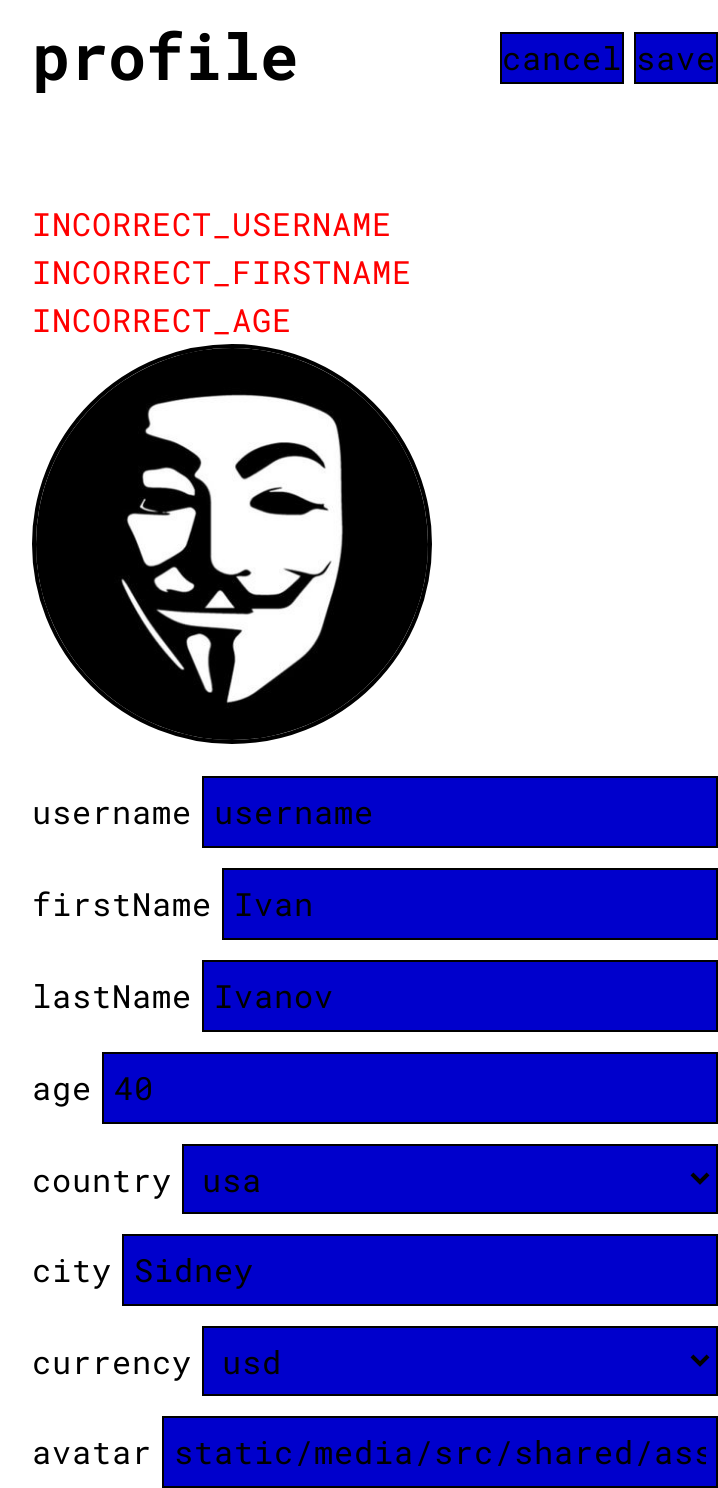 profile cancel save
INCORRECT_USERNAME
INCORRECT_FIRSTNAME
INCORRECT_AGE
username username
firstName Ivan
lastName Ivanov
age 40
country usa
city Sidney
currency usd
avatar static/media/src/shared/ass